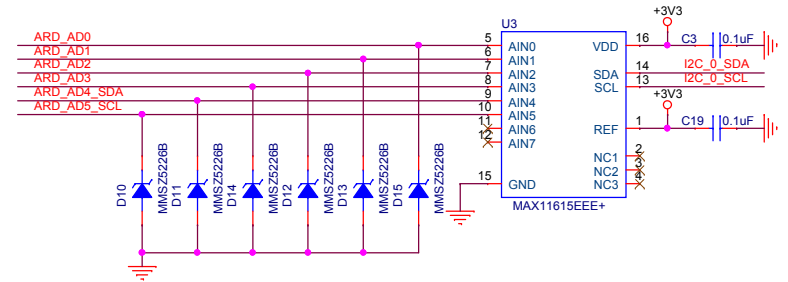 +3V3
U3
ARD_AD0 5 AIN0 VDD 16 C3 0.1uF
ARD_AD1 6 AIN1
ARD_AD2 7 AIN2 SDA 14 I2C_0_SDA
ARD_AD3 8 AIN3 SCL 13 I2C_0_SCL
ARD_AD4_SDA 9 AIN4 +3V3
ARD_AD5_SCL 10 AIN5
11 AIN6 REF 1 C19 0.1uF
12 AIN7
NC1 2
NC2 3
15 GND NC3 4
MAX11615EEE+
D10 MMSZ5226B
D11 MMSZ5226B
D14 MMSZ5226B
D12 MMSZ5226B
D13 MMSZ5226B
D15 MMSZ5226B